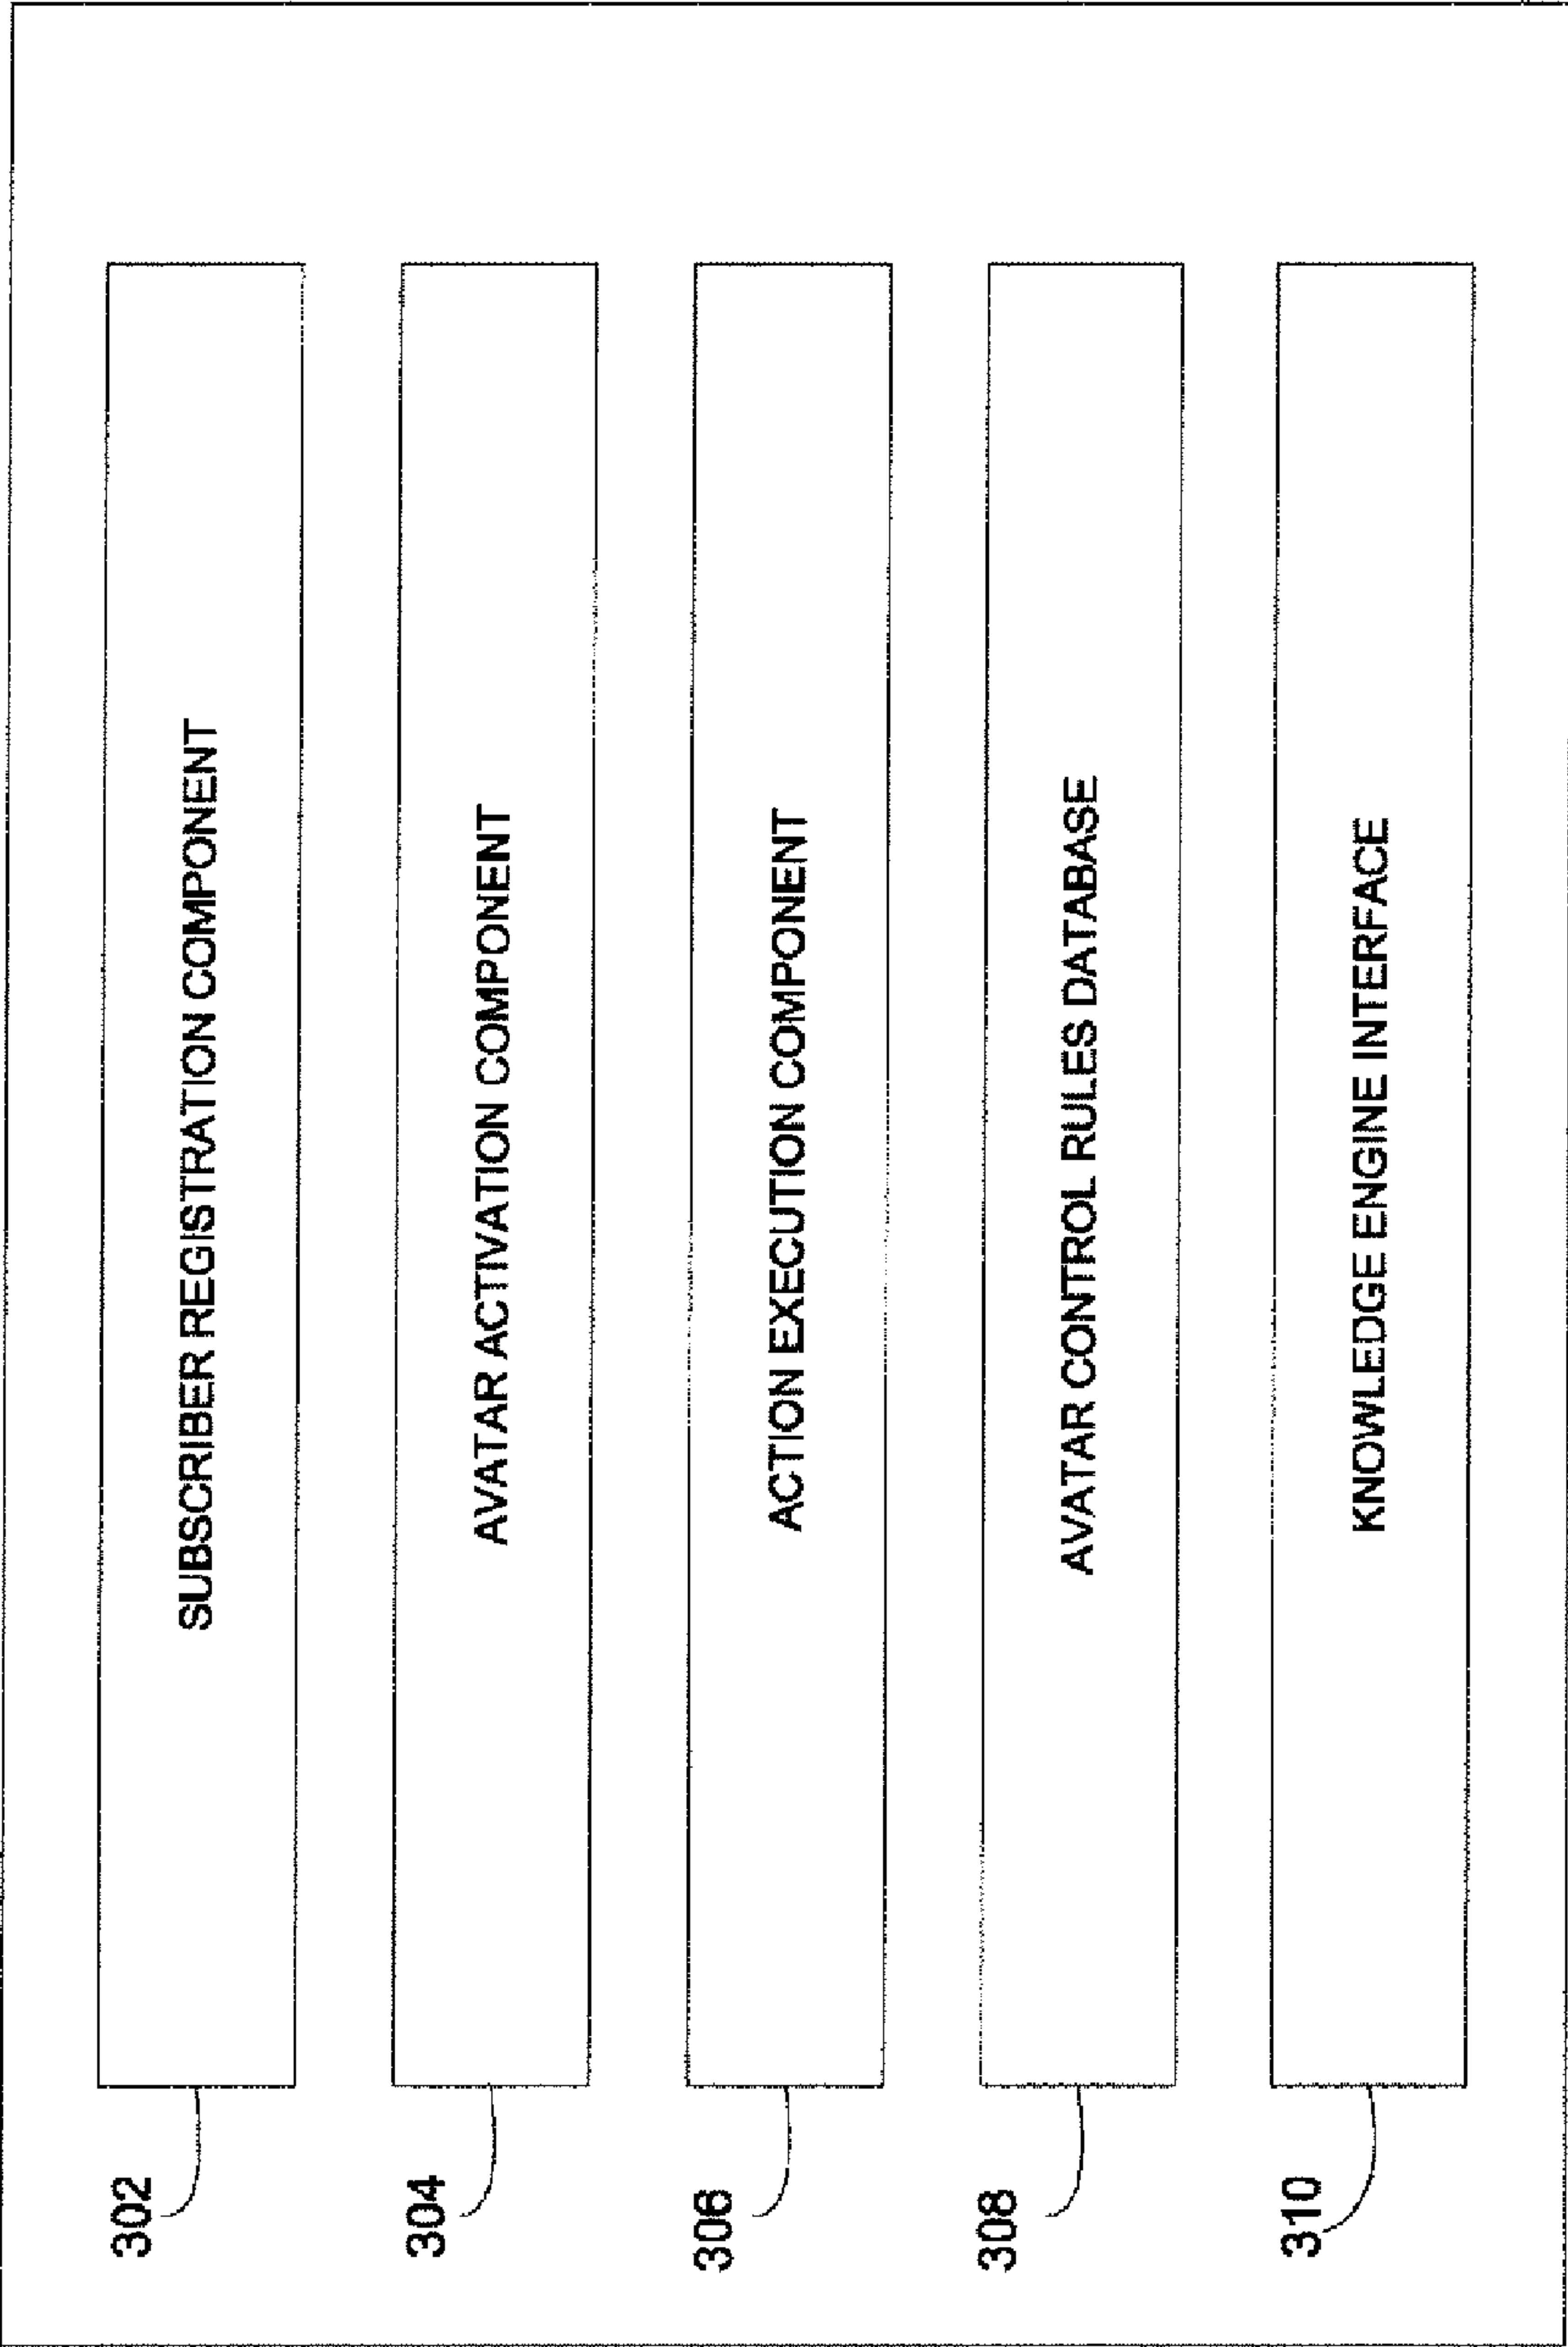 302
SUBSCRIBER REGISTRATION COMPONENT
304
AVATAR ACTIVATION COMPONENT
306
ACTION EXECUTION COMPONENT
308
AVATAR CONTROL RULES DATABASE
310
KNOWLEDGE ENGINE INTERFACE